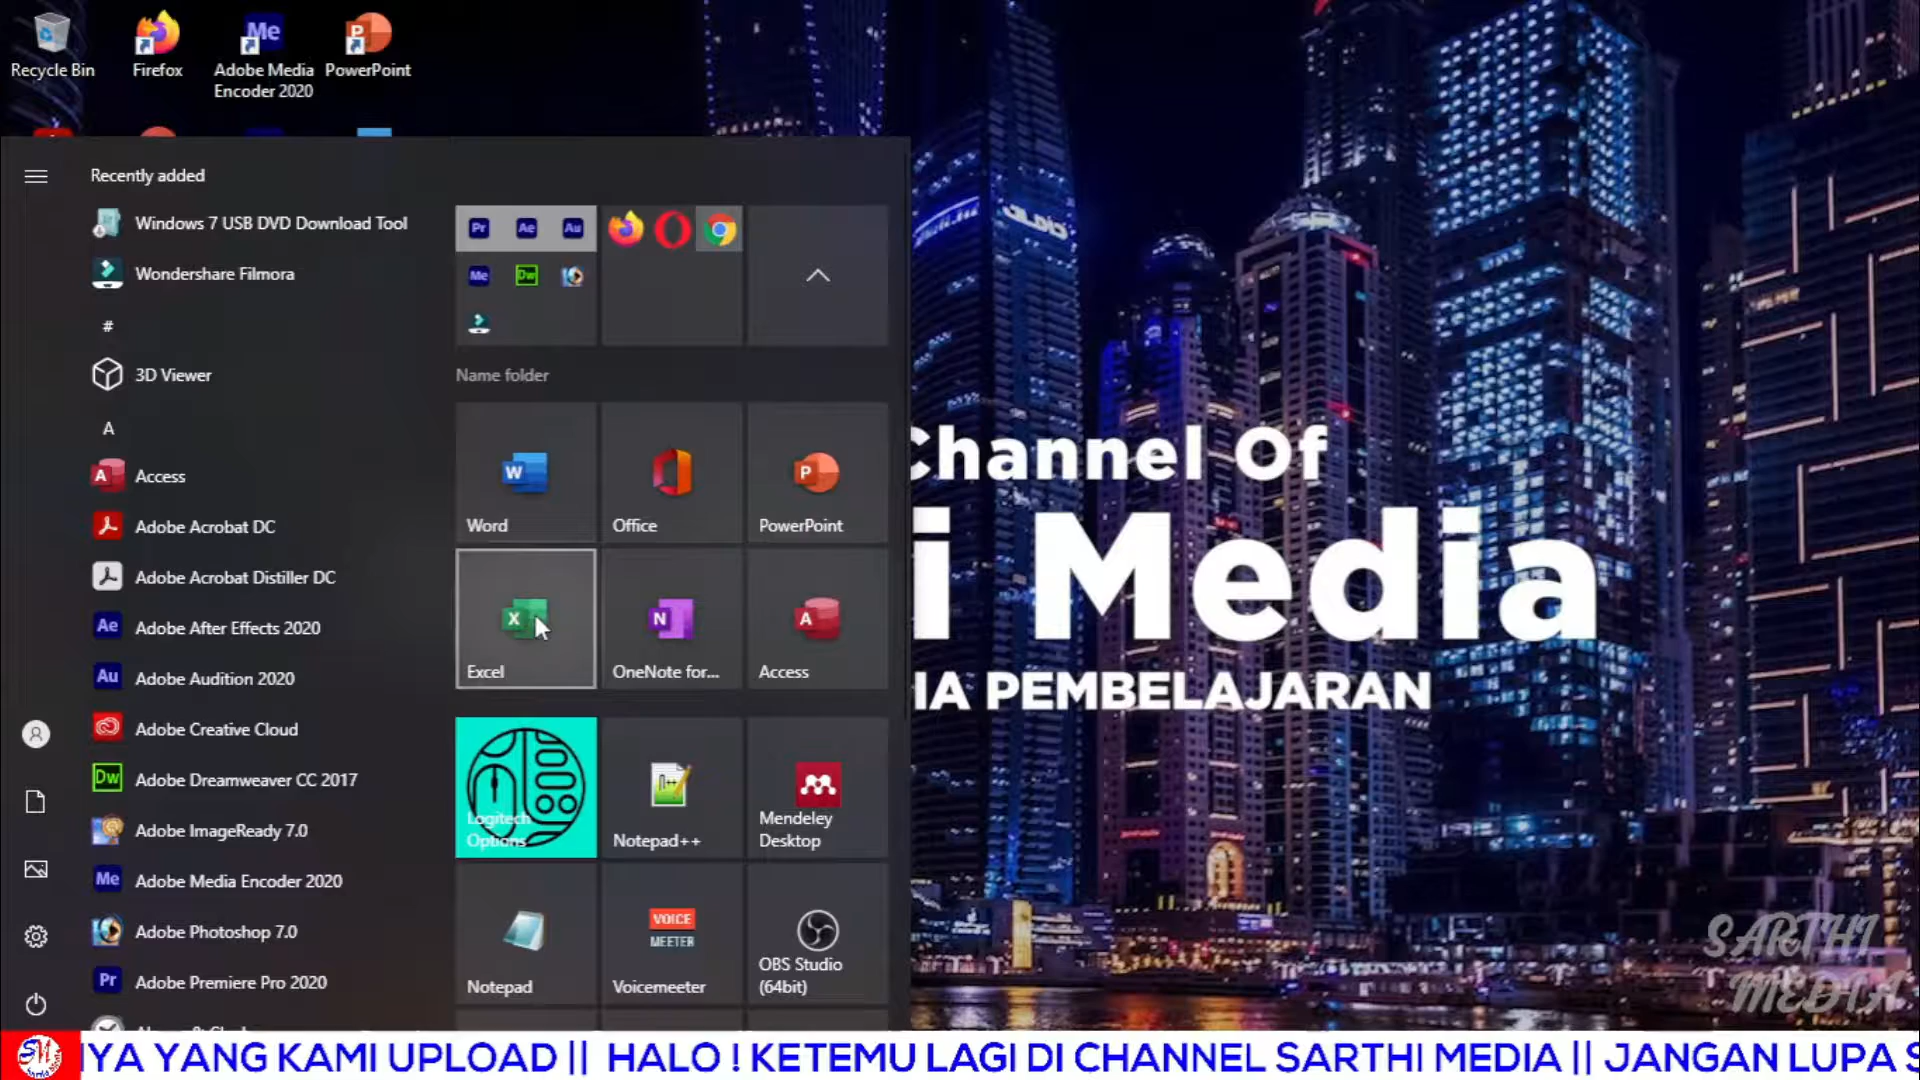 Recycle Bin
Firefox
Adobe Media
Encoder 2020
PowerPoint
Recently added
Windows 7 USB DVD Download Tool
Wondershare Filmora
#
3D Viewer
A
Access
Adobe Acrobat DC
Adobe Acrobat Distiller DC
Adobe After Effects 2020
Adobe Audition 2020
Adobe Creative Cloud
Adobe Dreamweaver CC 2017
Adobe ImageReady 7.0
Adobe Media Encoder 2020
Adobe Photoshop 7.0
Adobe Premiere Pro 2020
Name folder
Word
Office
PowerPoint
Excel
OneNote for...
Access
Logitech
Options
Notepad++
Mendeley
Desktop
Notepad
VOICE
MEETER
Voicemeeter
OBS Studio
(64bit)
Channel Of
i Media
IA PEMBELAJARAN
SARTHI
MEDIA
IYA YANG KAMI UPLOAD || HALO ! KETEMU LAGI DI CHANNEL SARTHI MEDIA || JANGAN LUPA S